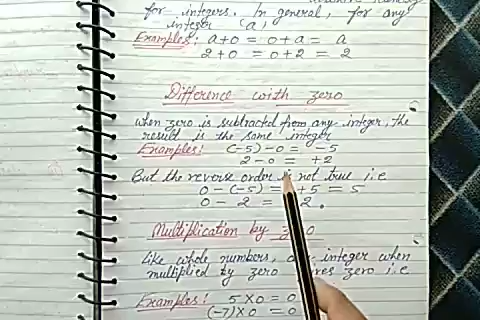 for integers. In general, for any
integer (a)
Examples: a+0 = 0+a = a
2+0 = 0+2 = 2
Difference with zero
when zero is subtracted from any integer, the
result is the same integer
Examples: (-5)-0 = -5
2-0 = +2
But the reverse order is not true i.e
0-(-5) = +5 = 5
0-2 = 2.
Multiplication by
Like whole numbers, integer when
multiplied by zero gives zero i.e
Examples: 5×0 = 0
(-7)×0 = 0